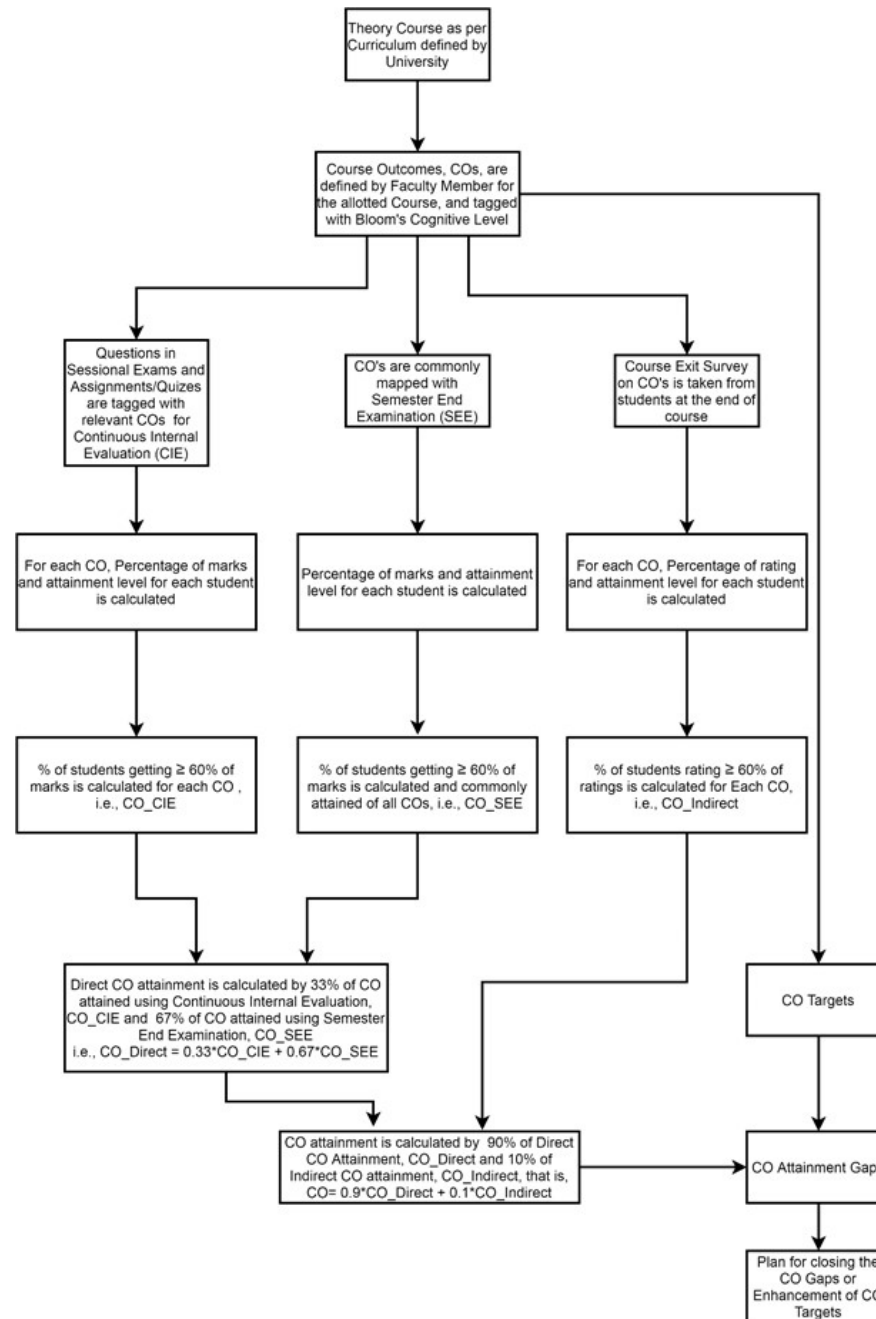 Theory Course as per
Curriculum defined by
University
Course Outcomes, COs, are
defined by Faculty Member for
the allotted Course, and tagged
with Bloom's Cognitive Level
Questions in
Sessional Exams and
Assignments/Quizes
are tagged with
relevant COs for
Continuous Internal
Evaluation (CIE)
CO's are commonly
mapped with
Semester End
Examination (SEE)
Course Exit Survey
on CO's is taken from
students at the end of
course
For each CO, Percentage of marks
and attainment level for each student
is calculated
Percentage of marks and attainment
level for each student is calculated
For each CO, Percentage of rating
and attainment level for each student
is calculated
% of students getting ≥ 60% of
marks is calculated for each CO ,
i.e., CO_CIE
% of students getting ≥ 60% of
marks is calculated and commonly
attained of all COs, i.e., CO_SEE
% of students rating ≥ 60% of
ratings is calculated for Each CO,
i.e., CO_Indirect
Direct CO attainment is calculated by 33% of CO
attained using Continuous Internal Evaluation,
CO_CIE and 67% of CO attained using Semester
End Examination, CO_SEE
i.e., CO_Direct = 0.33*CO_CIE + 0.67*CO_SEE
CO Targets
CO attainment is calculated by 90% of Direct
CO Attainment, CO_Direct and 10% of
Indirect CO attainment, CO_Indirect, that is,
CO= 0.9*CO_Direct + 0.1*CO_Indirect
CO Attainment Gap
Plan for closing the
CO Gaps or
Enhancement of CO
Targets